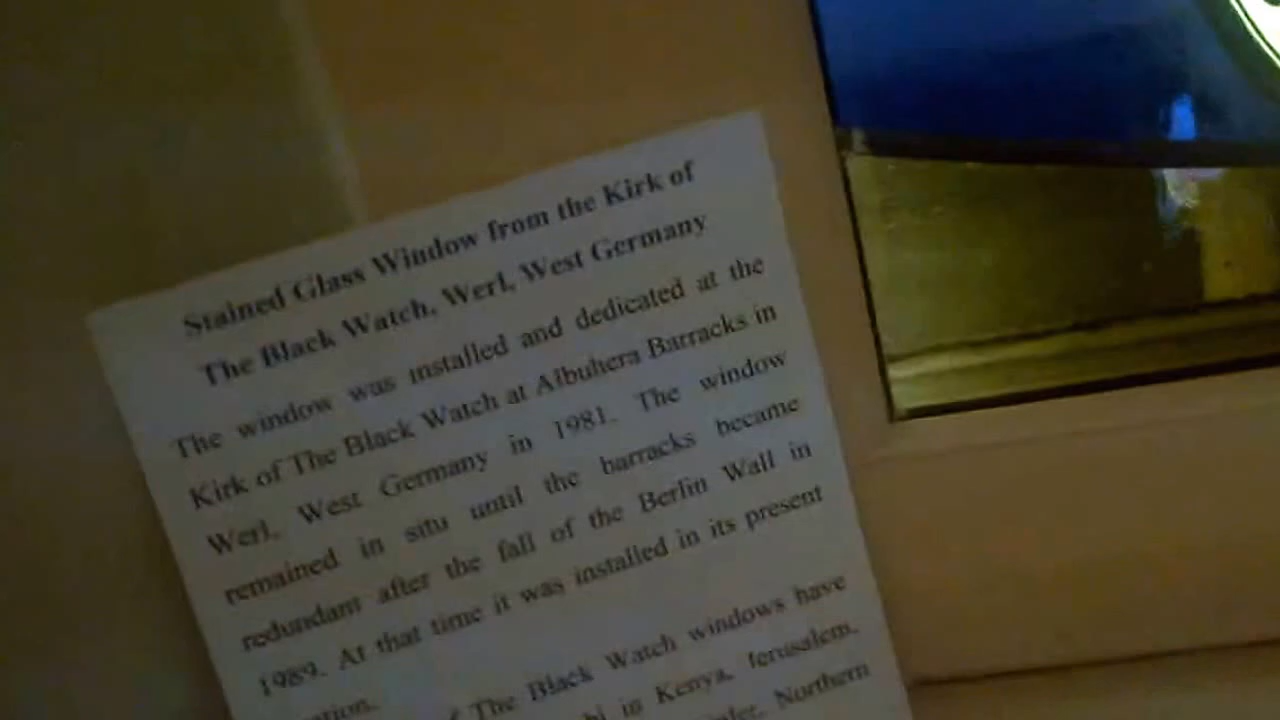 Stained Glass Window from the Kirk of
The Black Watch, Werl, West Germany
The window was installed and dedicated at the
Kirk of The Black Watch at Albuhera Barracks in
Werl, West Germany in 1981. The window
remained in situ until the barracks became
redundant after the fall of the Berlin Wall in
1989. At that time it was installed in its present
The Black Watch windows have
in Kenya, Jerusalem,
Northern